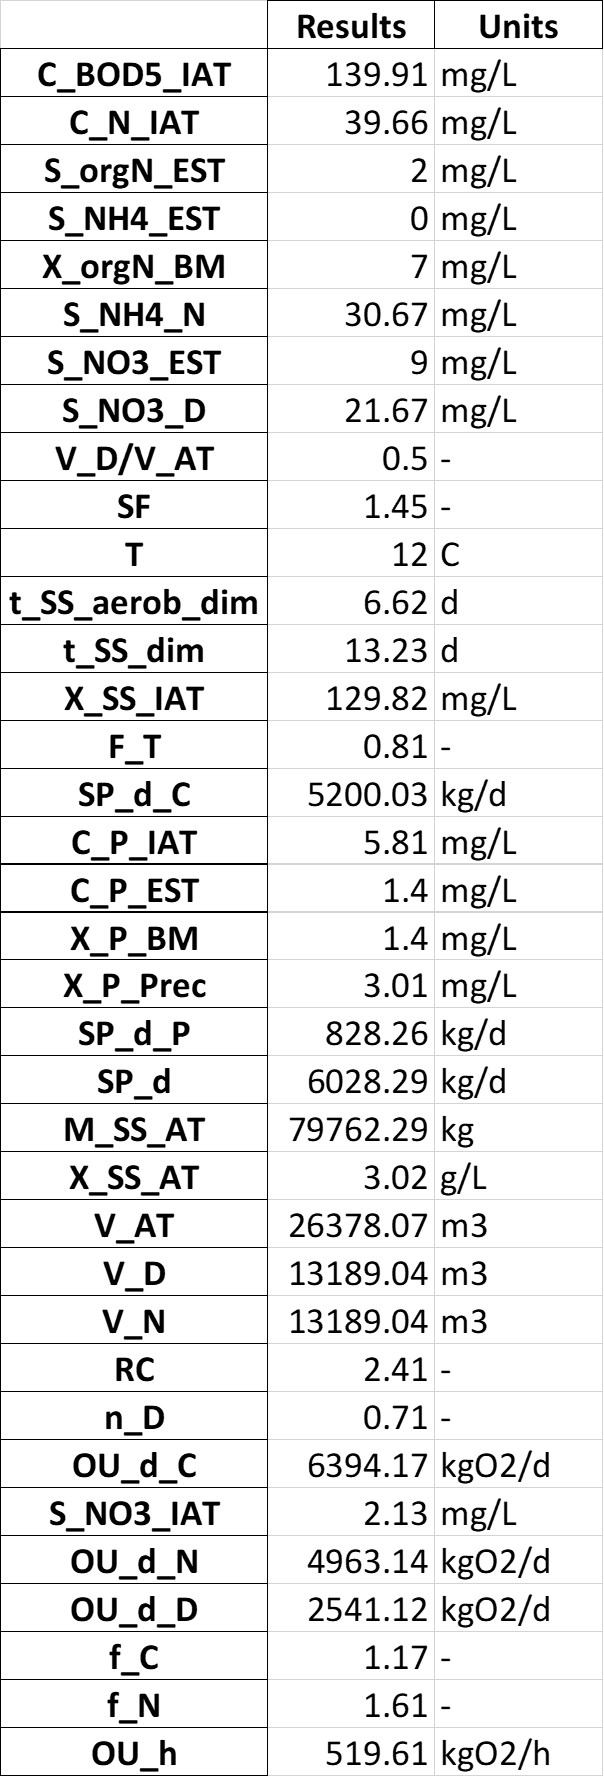 Results Units
C_BOD5_IAT 139.91 mg/L
C_N_IAT 39.66 mg/L
S_orgN_EST 2 mg/L
S_NH4_EST 0 mg/L
X_orgN_BM 7 mg/L
S_NH4_N 30.67 mg/L
S_NO3_EST 9 mg/L
S_NO3_D 21.67 mg/L
V_D/V_AT 0.5 -
SF 1.45 -
T 12 C
t_SS_aerob_dim 6.62 d
t_SS_dim 13.23 d
X_SS_IAT 129.82 mg/L
F_T 0.81 -
SP_d_C 5200.03 kg/d
C_P_IAT 5.81 mg/L
C_P_EST 1.4 mg/L
X_P_BM 1.4 mg/L
X_P_Prec 3.01 mg/L
SP_d_P 828.26 kg/d
SP_d 6028.29 kg/d
M_SS_AT 79762.29 kg
X_SS_AT 3.02 g/L
V_AT 26378.07 m3
V_D 13189.04 m3
V_N 13189.04 m3
RC 2.41 -
n_D 0.71 -
OU_d_C 6394.17 kgO2/d
S_NO3_IAT 2.13 mg/L
OU_d_N 4963.14 kgO2/d
OU_d_D 2541.12 kgO2/d
f_C 1.17 -
f_N 1.61 -
OU_h 519.61 kgO2/h